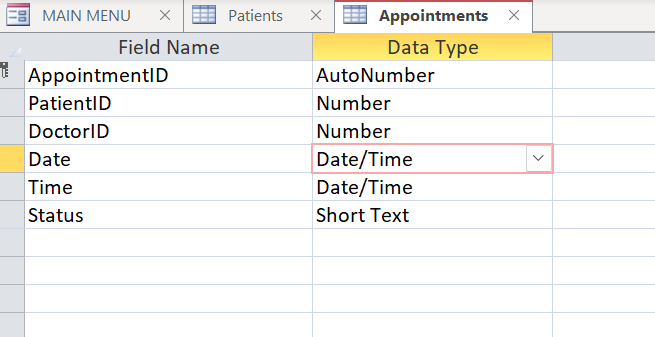 MAIN MENU Patients Appointments
Field Name Data Type
AppointmentID AutoNumber
PatientID Number
DoctorID Number
Date Date/Time
Time Date/Time
Status Short Text